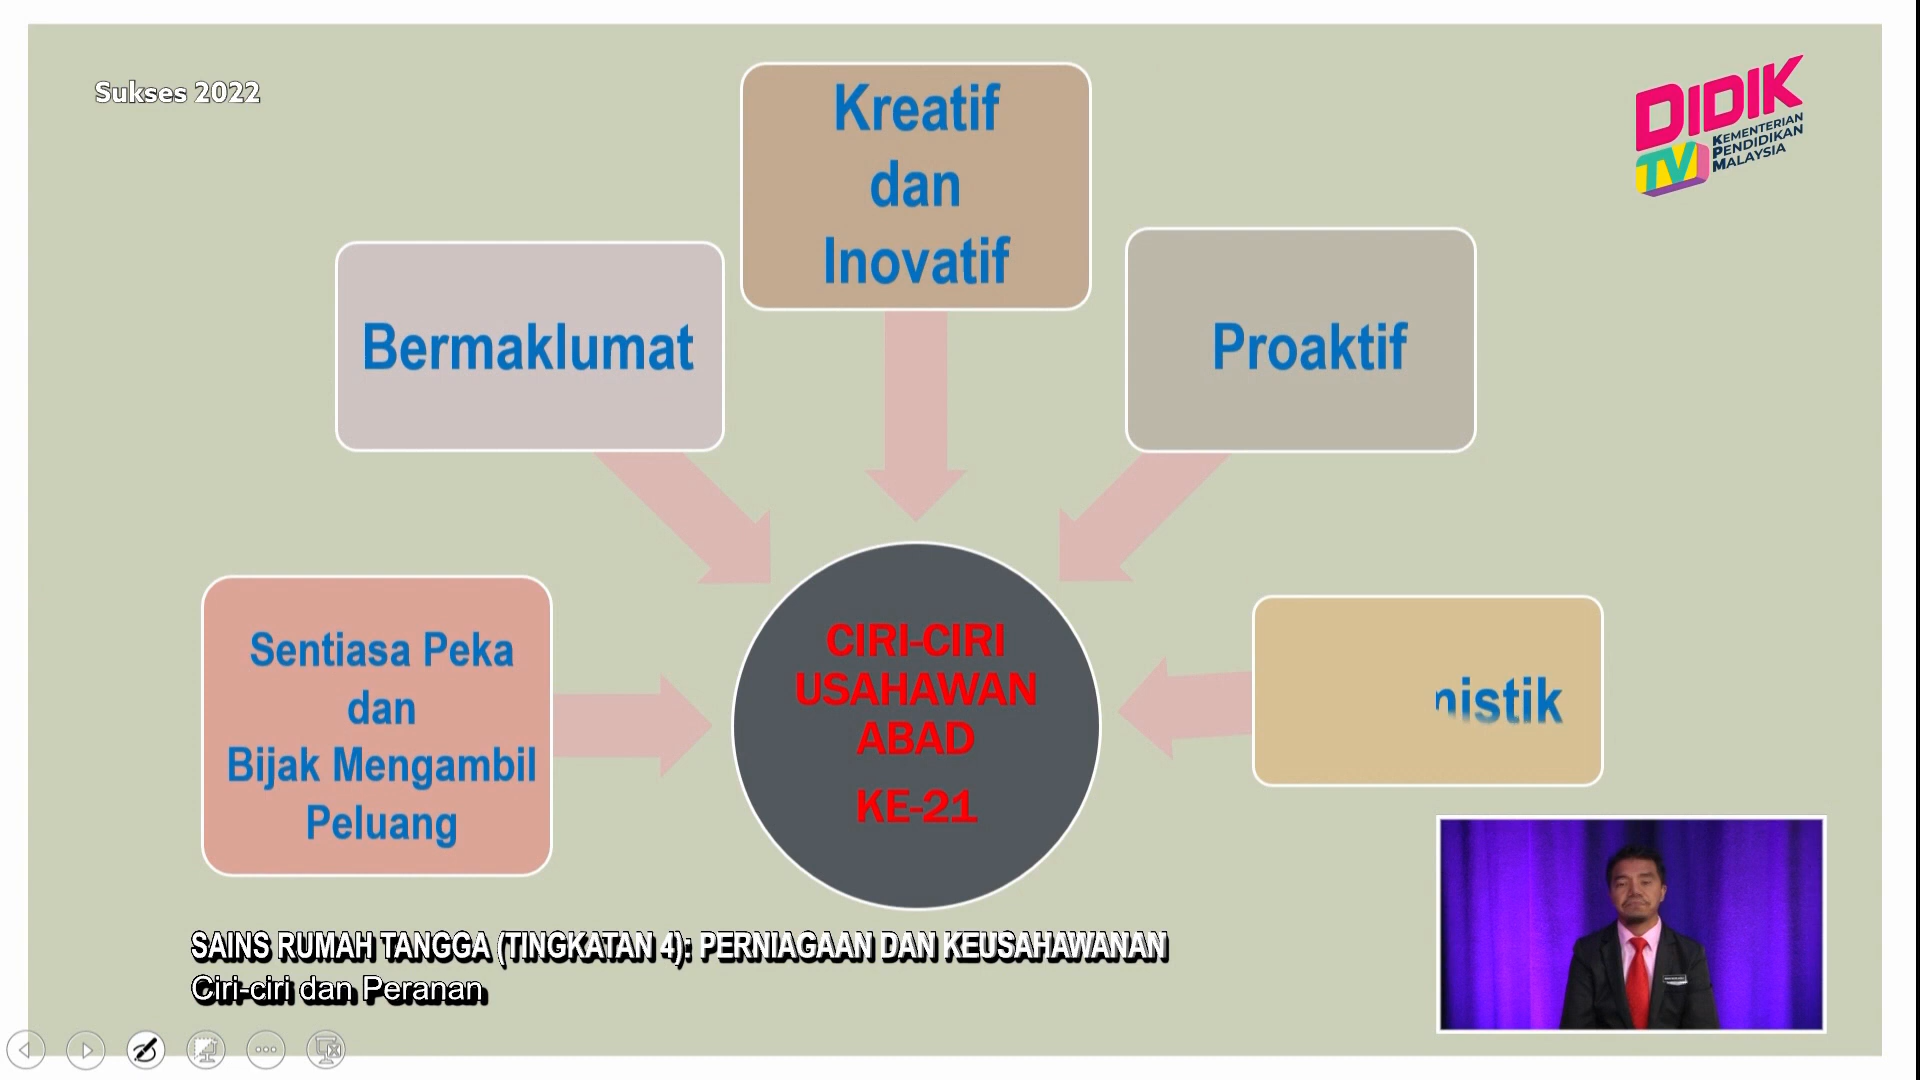 Sukses 2022
DIDIK
TV
KEMENTERIAN
PENDIDIKAN
MALAYSIA
Kreatif
dan
Inovatif
Bermaklumat
Proaktif
Sentiasa Peka
dan
Bijak Mengambil
Peluang
CIRI-CIRI
USAHAWAN
ABAD
KE-21
nistik
SAINS RUMAH TANGGA (TINGKATAN 4): PERNIAGAAN DAN KEUSAHAWANAN
Ciri-ciri dan Peranan